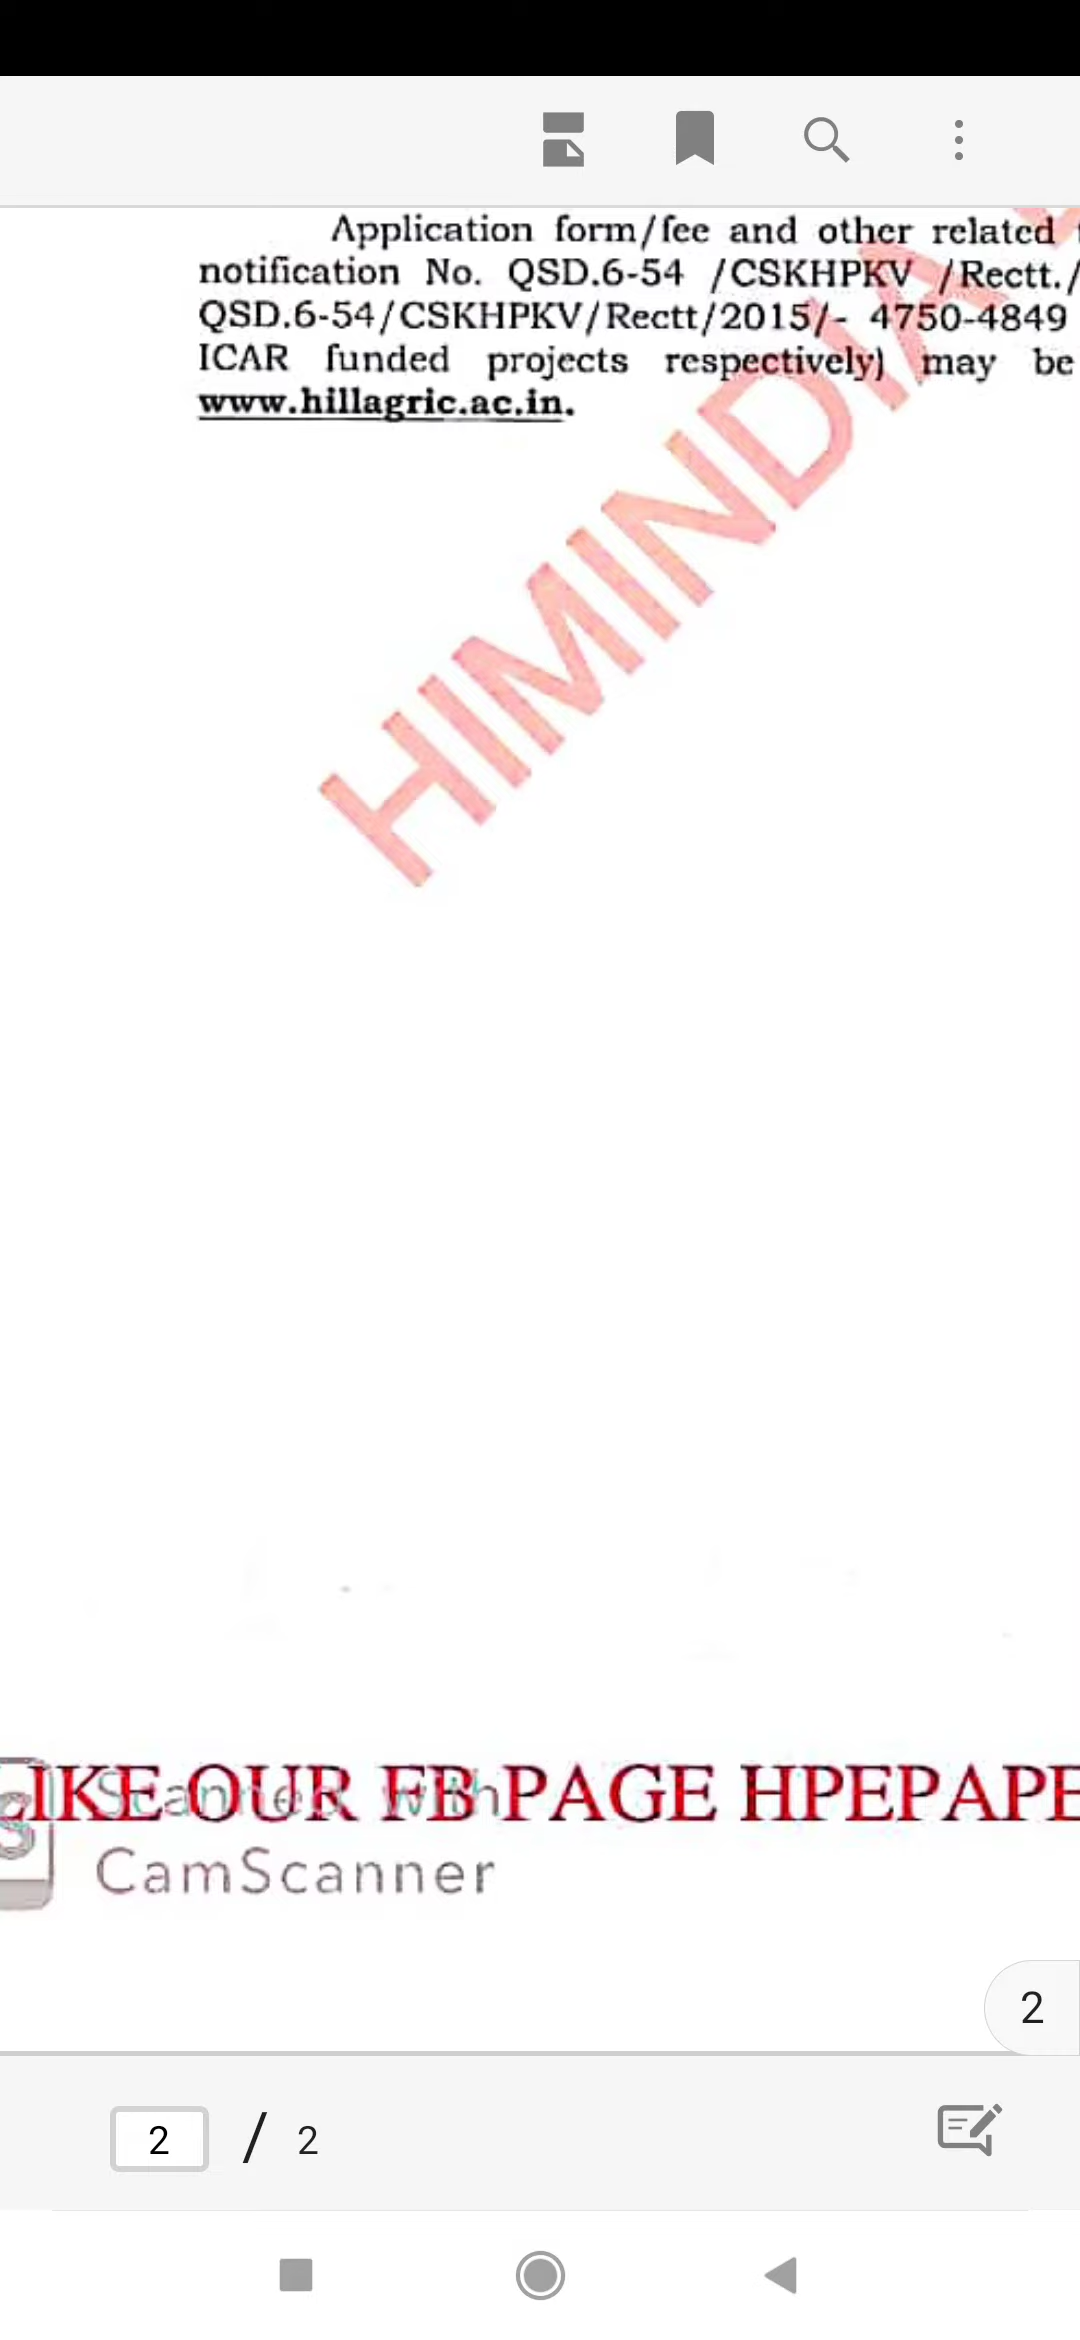 Application form/fee and other related
notification No. QSD.6-54 /CSKHPKV /Rectt./
QSD.6-54/CSKHPKV/Rectt/2015/- 4750-4849
ICAR funded projects respectively) may be
www.hillagric.ac.in.
HIMINDIA
LIKE OUR FB PAGE HPEPAPE
Scanned with
CamScanner
2
2 / 2